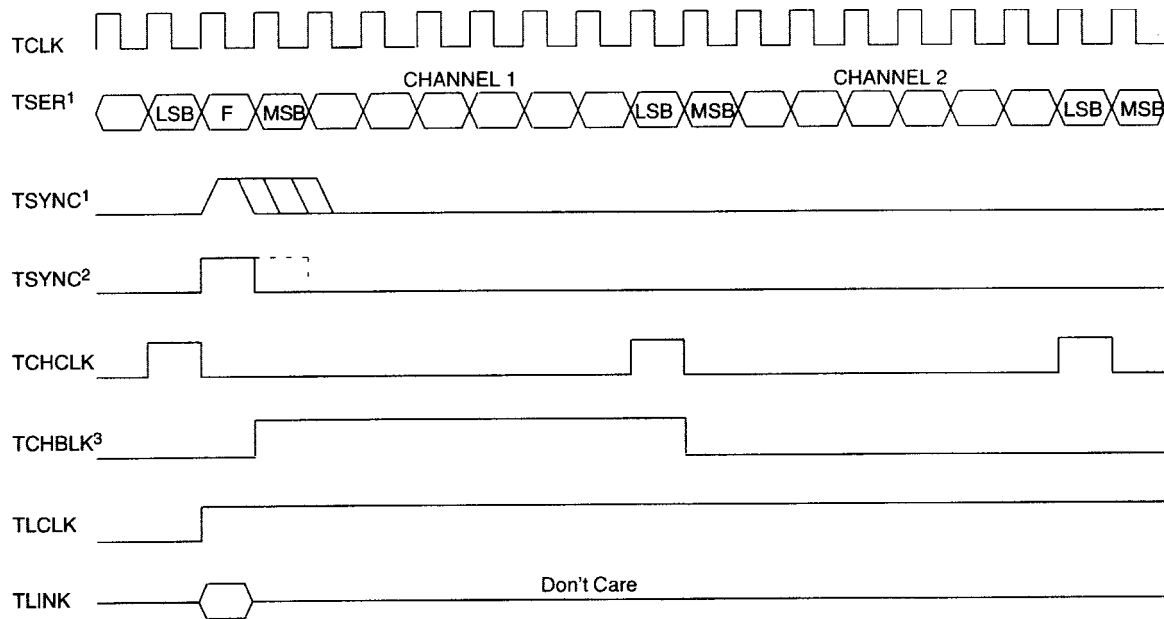 TCLK
CHANNEL 1 CHANNEL 2
TSER¹ LSB F MSB LSB MSB LSB MSB
TSYNC¹
TSYNC²
TCHCLK
TCHBLK³
TLCLK
Don't Care
TLINK